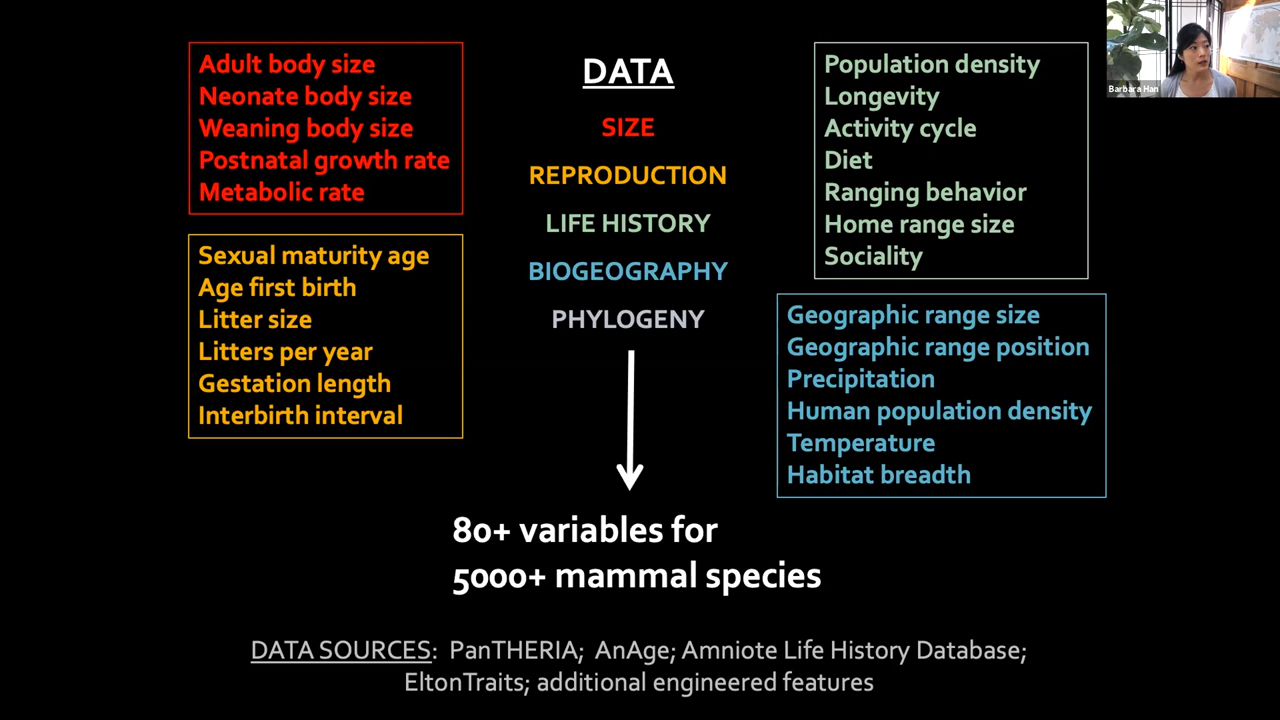 Adult body size
Neonate body size
Weaning body size
Postnatal growth rate
Metabolic rate
Sexual maturity age
Age first birth
Litter size
Litters per year
Gestation length
Interbirth interval
DATA
SIZE
REPRODUCTION
LIFE HISTORY
BIOGEOGRAPHY
PHYLOGENY
Population density
Longevity
Activity cycle
Diet
Ranging behavior
Home range size
Sociality
Geographic range size
Geographic range position
Precipitation
Human population density
Temperature
Habitat breadth
Barbara Han
80+ variables for
5000+ mammal species
DATA SOURCES: PanTHERIA; AnAge; Amniote Life History Database;
EltonTraits; additional engineered features